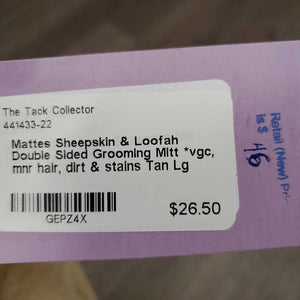 The Tack Collector
441433-22
Mattes Sheepskin & Loofah
Double Sided Grooming Mitt *vgc,
mnr hair, dirt & stains Tan Lg
GEPZ4X
$26.50
Retail (New) Price
is $ 46